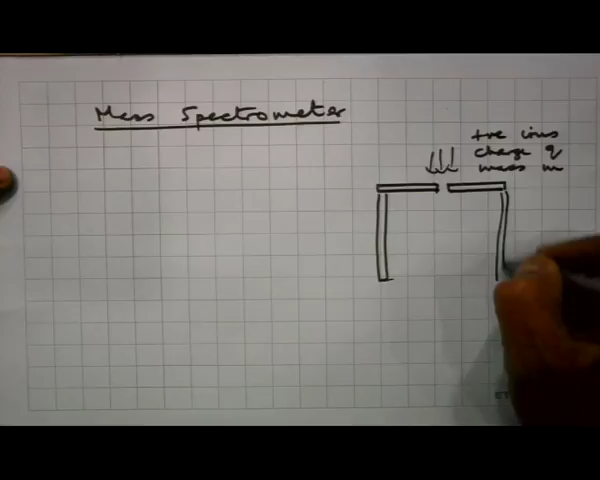 Mass Spectrometer
+ve ions
charge q
mass m